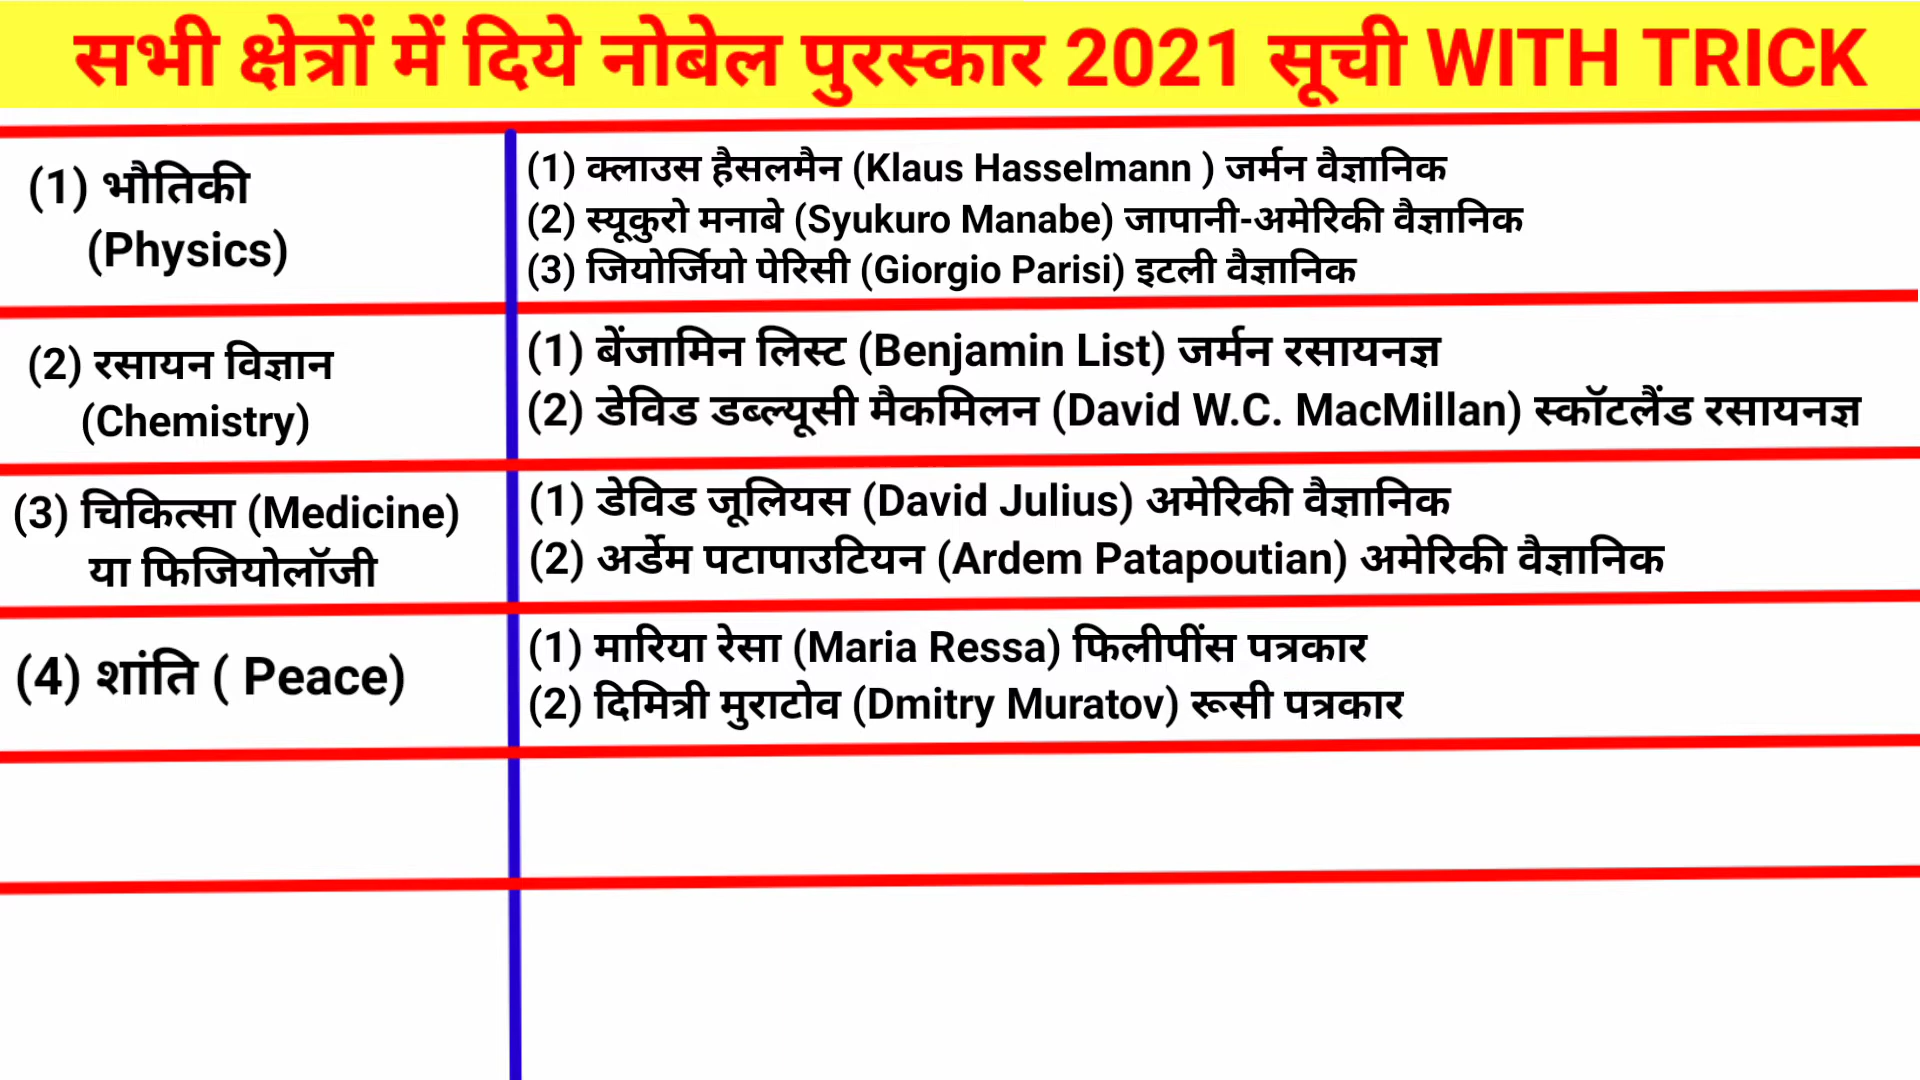 सभी क्षेत्रों में दिये नोबेल पुरस्कार 2021 सूची WITH TRICK
(1) भौतिकी
(Physics)
(1) क्लाउस हैसलमैन (Klaus Hasselmann ) जर्मन वैज्ञानिक
(2) स्यूकुरो मनाबे (Syukuro Manabe) जापानी-अमेरिकी वैज्ञानिक
(3) जियोर्जियो पेरिसी (Giorgio Parisi) इटली वैज्ञानिक
(2) रसायन विज्ञान
(Chemistry)
(1) बेंजामिन लिस्ट (Benjamin List) जर्मन रसायनज्ञ
(2) डेविड डब्ल्यूसी मैकमिलन (David W.C. MacMillan) स्कॉटलैंड रसायनज्ञ
(3) चिकित्सा (Medicine)
या फिजियोलॉजी
(1) डेविड जूलियस (David Julius) अमेरिकी वैज्ञानिक
(2) अर्डेम पटापाउटियन (Ardem Patapoutian) अमेरिकी वैज्ञानिक
(4) शांति ( Peace)
(1) मारिया रेसा (Maria Ressa) फिलीपींस पत्रकार
(2) दिमित्री मुराटोव (Dmitry Muratov) रूसी पत्रकार